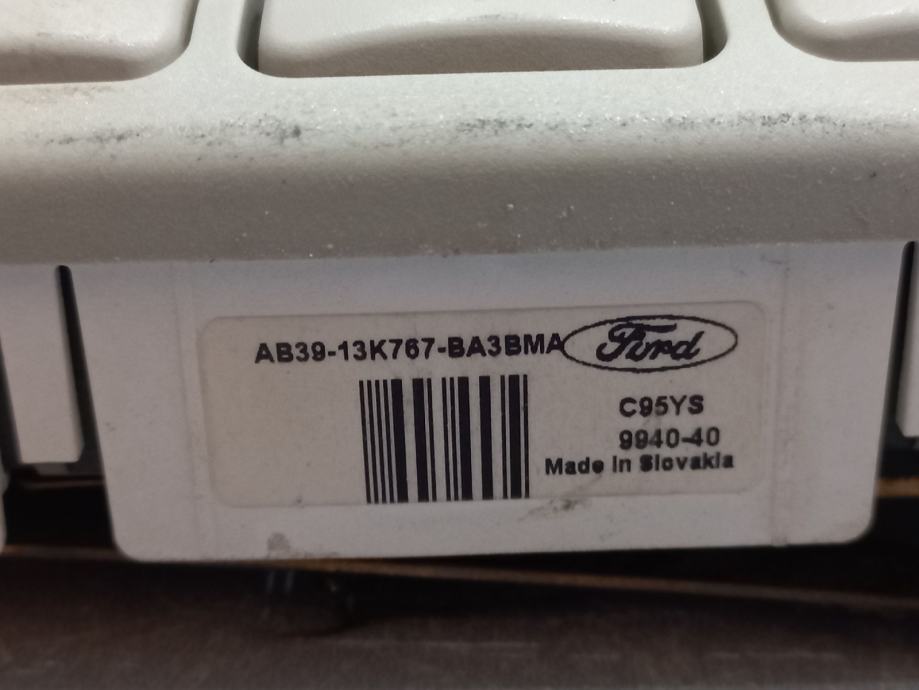 AB39-13K767-BA3BMA Ford
C95YS
9940-40
Made in Slovakia